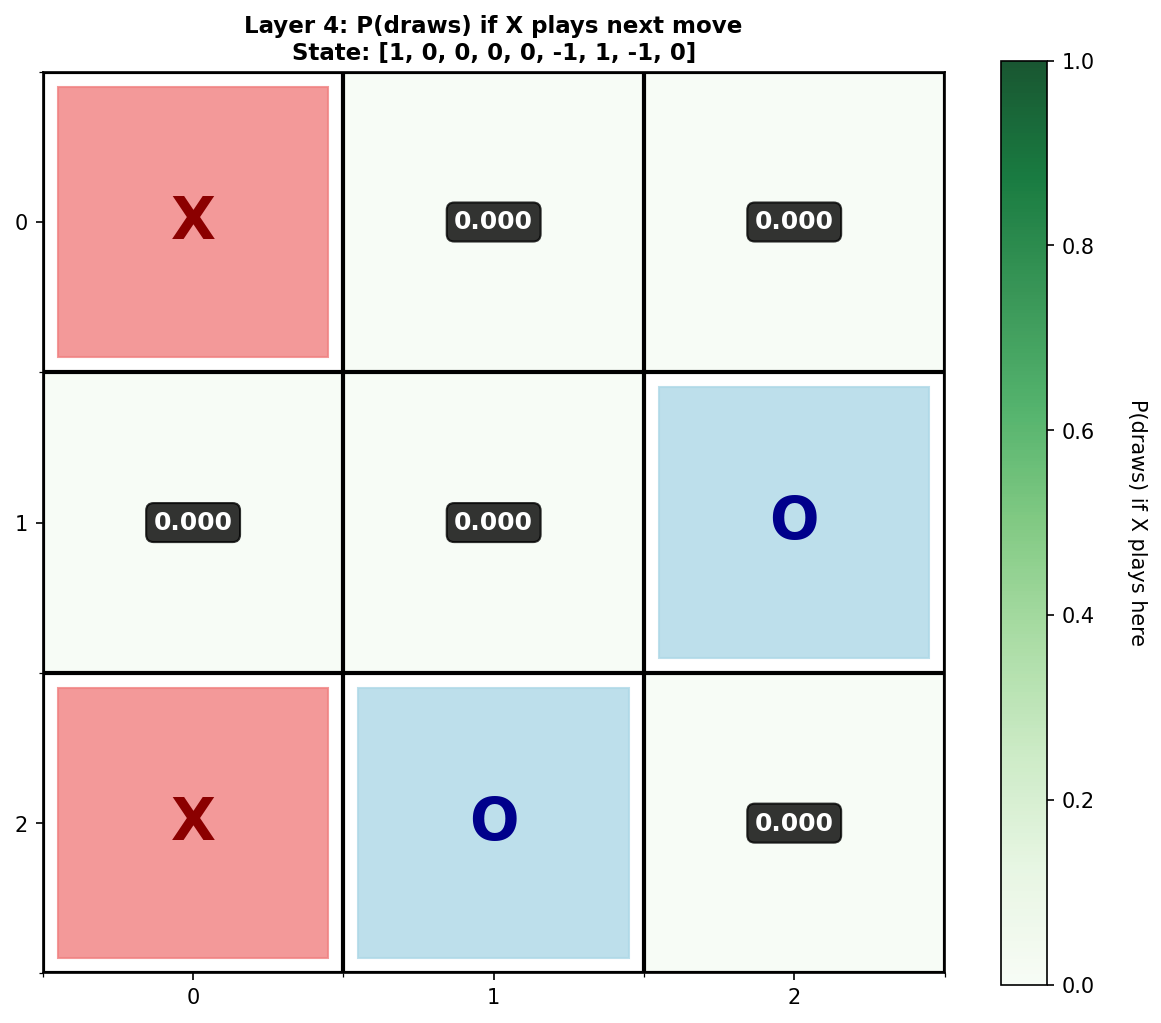 Layer 4: P(draws) if X plays next move
State: [1, 0, 0, 0, 0, -1, 1, -1, 0]
X
0.000
0.000
0
0.000
0.000
O
1
X
O
0.000
2
0
1
2
1.0
0.8
0.6
0.4
0.2
0.0
P(draws) if X plays here